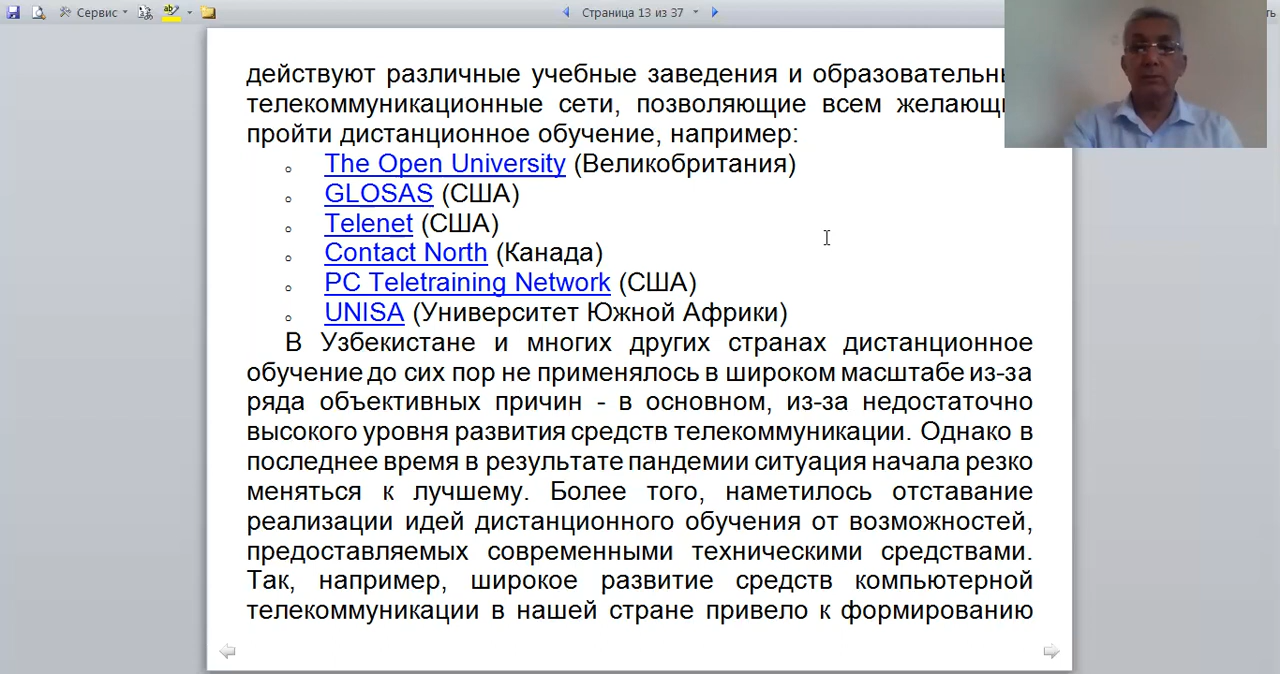 Сервис
Страница 13 из 37
ть
действуют различные учебные заведения и
телекоммуникационные сети, позволяющие всем
пройти дистанционное обучение, например:
The Open University (Великобритания)
GLOSAS (США)
Telenet (США)
Contact North (Канада)
PC Teletraining Network (США)
UNISA (Университет Южной Африки)
В Узбекистане и многих других странах дистанционное
обучение до сих пор не применялось в широком масштабе из-за
ряда объективных причин - в основном, из-за недостаточно
высокого уровня развития средств телекоммуникации. Однако в
последнее время в результате пандемии ситуация начала резко
меняться к лучшему. Более того, наметилось отставание
реализации идей дистанционного обучения от возможностей,
предоставляемых современными техническими средствами.
Так, например, широкое развитие средств компьютерной
телекоммуникации в нашей стране привело к формированию